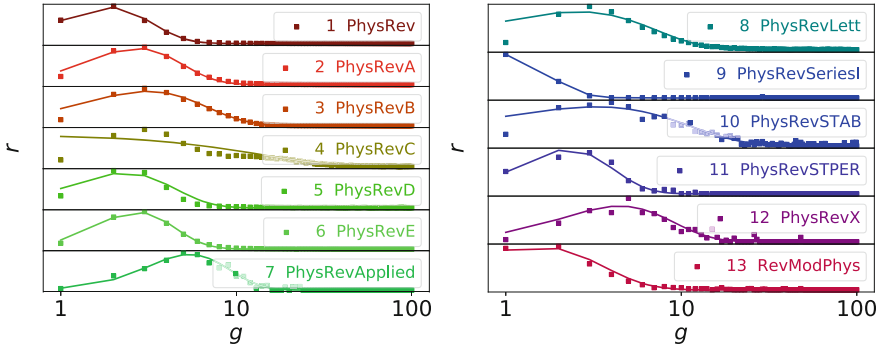 1 PhysRev
2 PhysRevA
3 PhysRevB
4 PhysRevC
5 PhysRevD
6 PhysRevE
7 PhysRevApplied
r
1
10
100
g
8 PhysRevLett
9 PhysRevSeriesI
10 PhysRevSTAB
11 PhysRevSTPER
12 PhysRevX
13 RevModPhys
r
1
10
100
g